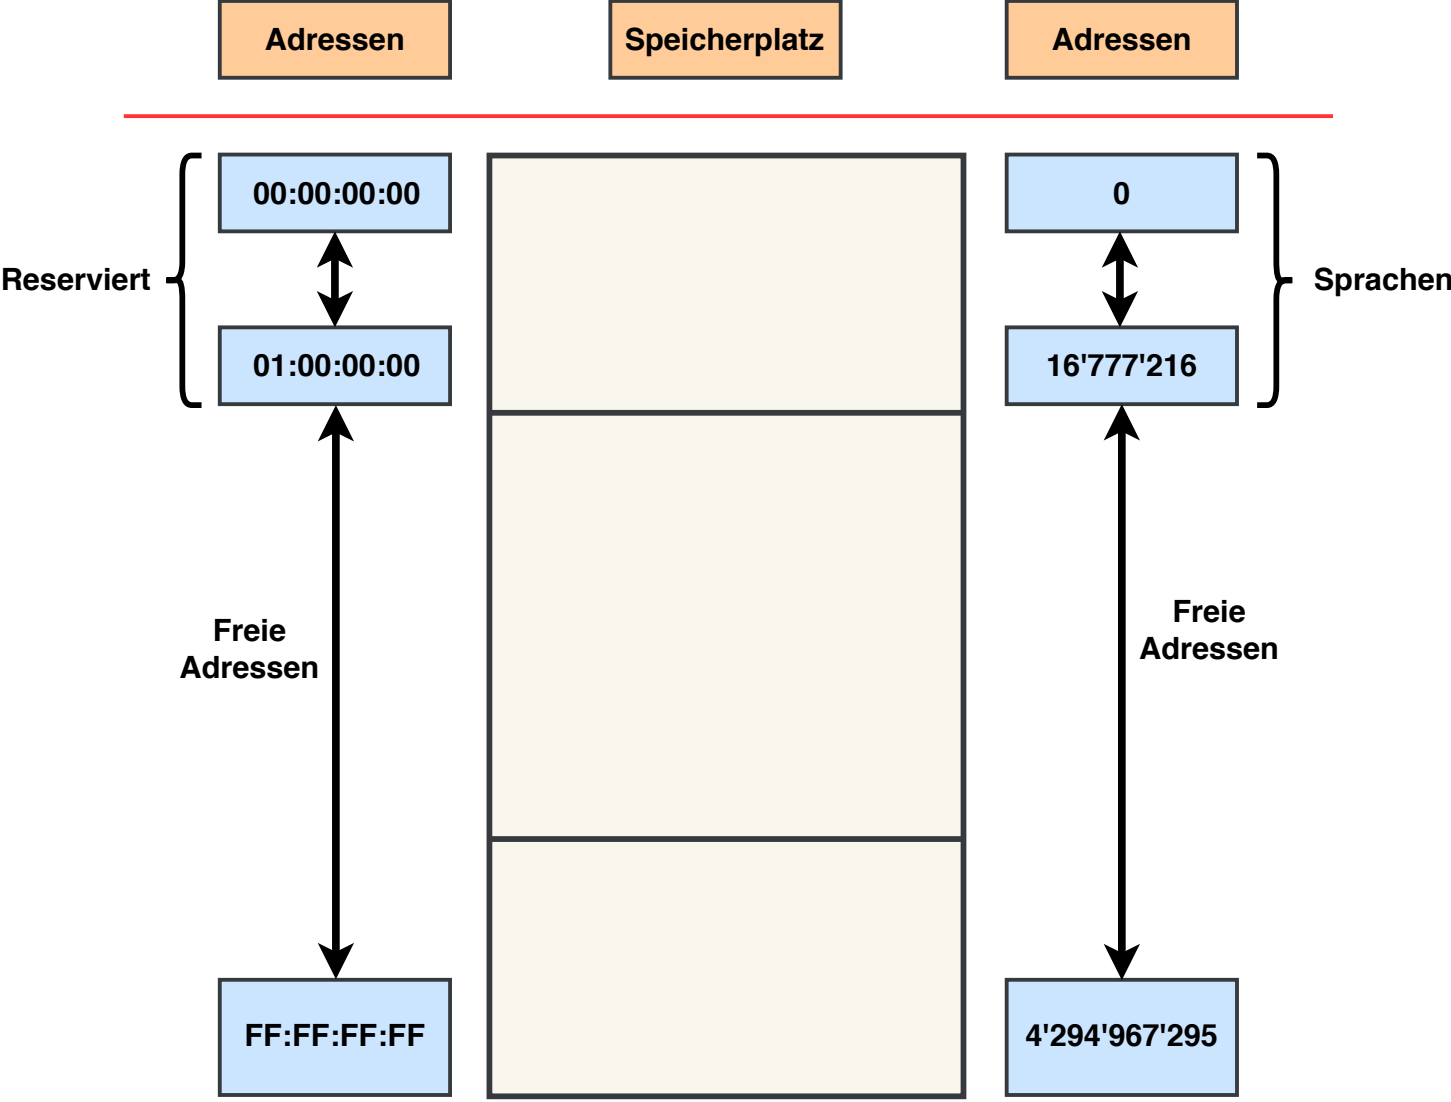 Adressen
Speicherplatz
Adressen
00:00:00:00
0
Reserviert
Sprachen
01:00:00:00
16'777'216
Freie
Adressen
Freie
Adressen
FF:FF:FF:FF
4'294'967'295